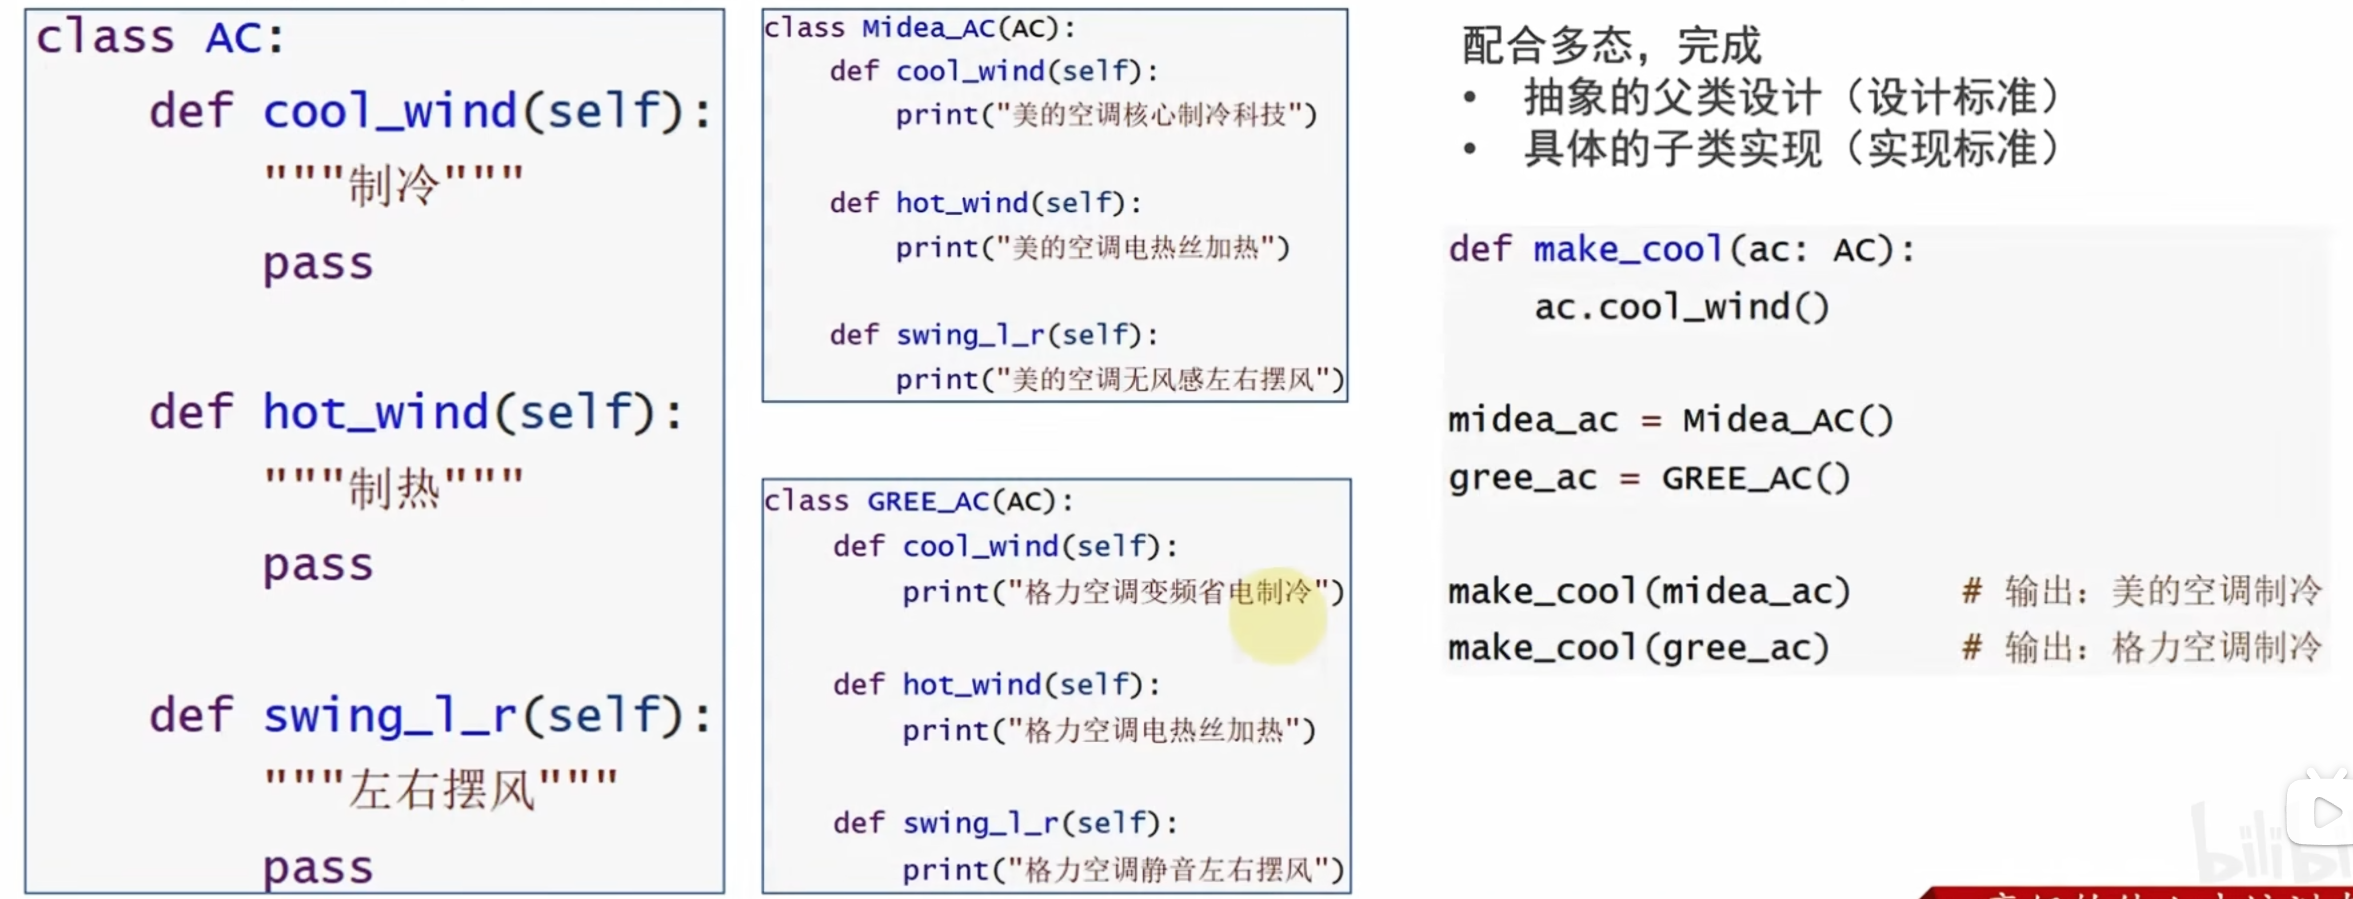 class AC:
def cool_wind(self):
"""制冷"""
pass
def hot_wind(self):
"""制热"""
pass
def swing_l_r(self):
"""左右摆风"""
pass
class Midea_AC(AC):
def cool_wind(self):
print("美的空调核心制冷科技")
def hot_wind(self):
print("美的空调电热丝加热")
def swing_l_r(self):
print("美的空调无风感左右摆风")
class GREE_AC(AC):
def cool_wind(self):
print("格力空调变频省电制冷")
def hot_wind(self):
print("格力空调电热丝加热")
def swing_l_r(self):
print("格力空调静音左右摆风")
配合多态，完成
• 抽象的父类设计（设计标准）
• 具体的子类实现（实现标准）
def make_cool(ac: AC):
ac.cool_wind()
midea_ac = Midea_AC()
gree_ac = GREE_AC()
make_cool(midea_ac) # 输出：美的空调制冷
make_cool(gree_ac) # 输出：格力空调制冷